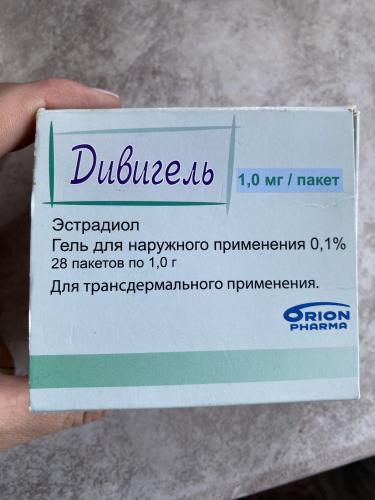 Дивигель
1,0 мг / пакет
Эстрадиол
Гель для наружного применения 0,1%
28 пакетов по 1,0 г
Для трансдермального применения.
ORION
PHARMA